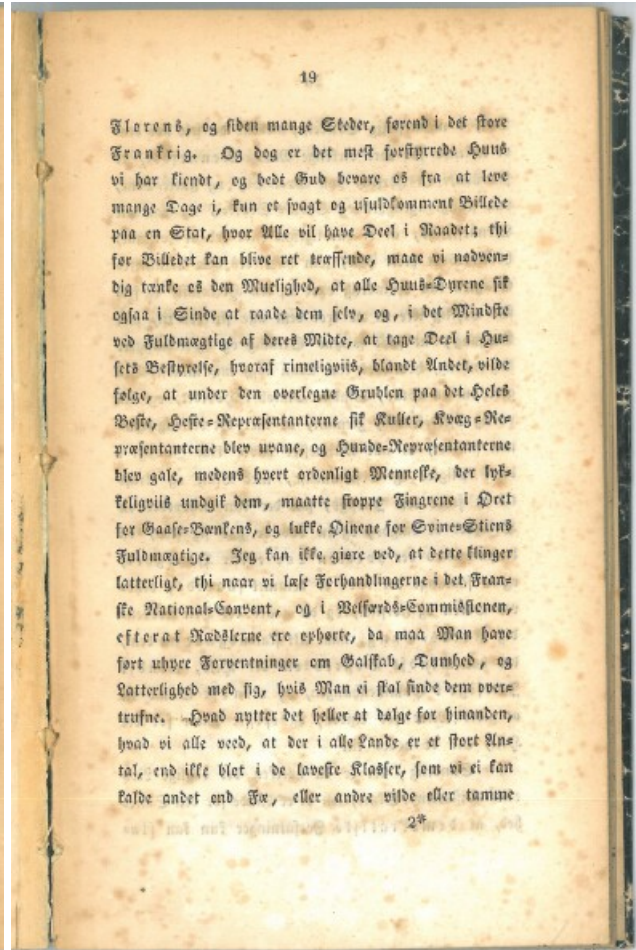 19
Florens, og siden mange Steder, førend i det store
Frankrig. Og dog er det mest forstyrrede Huus
vi har kiendt, og bedt Gud bevare os fra at leve
mange Dage i, kun et svagt og ufuldkomment Billede
paa en Stat, hvor Alle vil have Deel i Raadet; thi
før Billedet kan blive ret træffende, maae vi nødven-
dig tænke os den Muelighed, at alle Huus-Dyrene fik
ogsaa i Sinde at raade dem selv, og, i det Mindste
ved Fuldmægtige af deres Midte, at tage Deel i Hu-
sets Bestyrelse, hvoraf rimeligviis, blandt Andet, vilde
følge, at under den overlegne Grublen paa det Heles
Beste, Heste-Repræsentanterne fik Kuller, Kvæg-Re-
præsentanterne blev uvane, og Hunde-Repræsentanterne
blev gale, medens hvert ordenligt Menneske, der lyk-
keligviis undgik dem, maatte stoppe Fingrene i Øret
for Gaase-Bænkens, og lukke Øinene for Svine-Stiens
Fuldmægtige. Jeg kan ikke giøre ved, at dette klinger
latterligt, thi naar vi læse Forhandlingerne i det Fran-
ske National-Convent, og i Velfærds-Commissionen,
efterat Rædslerne ere ophørte, da maa Man have
ført uhyre Forventninger om Galskab, Dumhed, og
Latterlighed med sig, hvis Man ei skal finde dem over-
trufne. Hvad nytter det heller at dølge for hinanden,
hvad vi alle veed, at der i alle Lande er et stort An-
tal, end ikke blot i de laveste Klasser, som vi ei kan
kalde andet end Fæ, eller andre vilde eller tamme
2*